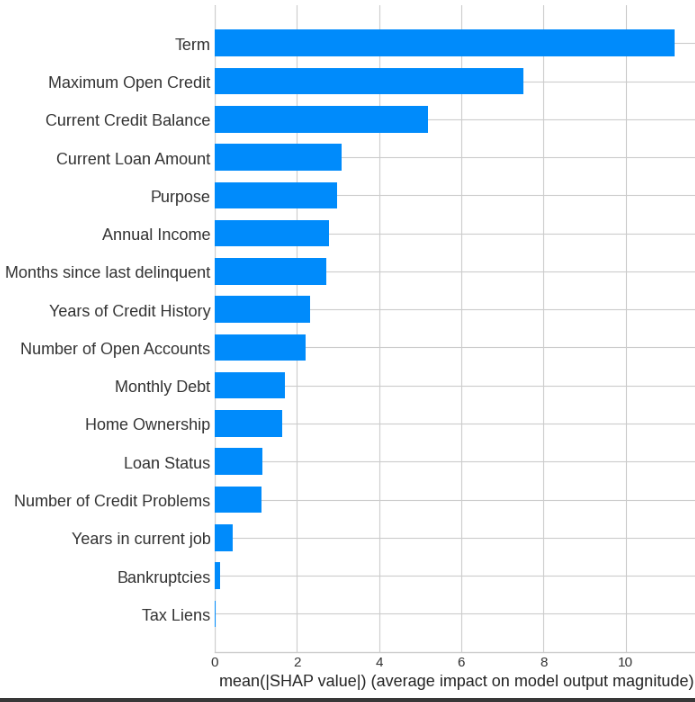 Term
Maximum Open Credit
Current Credit Balance
Current Loan Amount
Purpose
Annual Income
Months since last delinquent
Years of Credit History
Number of Open Accounts
Monthly Debt
Home Ownership
Loan Status
Number of Credit Problems
Years in current job
Bankruptcies
Tax Liens
0 2 4 6 8 10
mean(|SHAP value|) (average impact on model output magnitude)